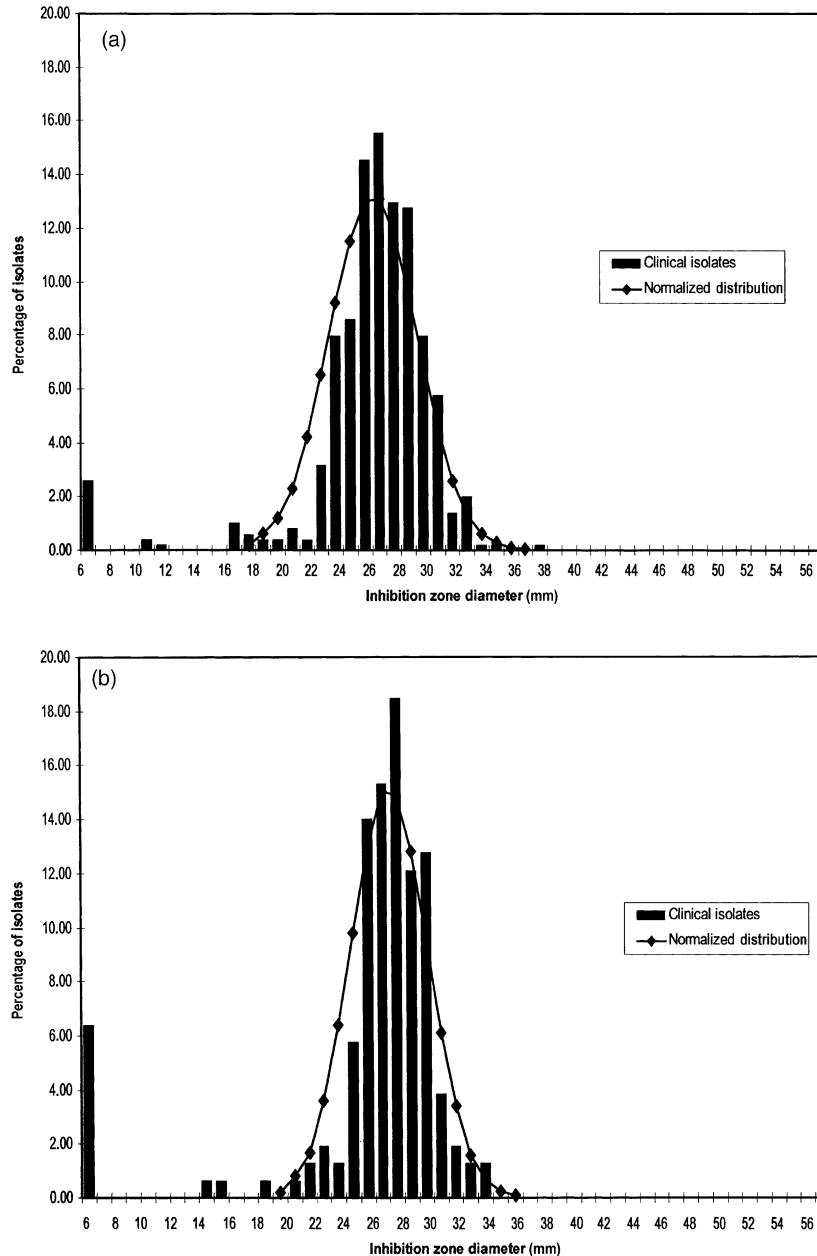 20.00
(a)
18.00
16.00
14.00
12.00
10.00
8.00
6.00
4.00
2.00
0.00
Percentage of isolates
Clinical isolates
Normalized distribution
6 8 10 12 14 16 18 20 22 24 26 28 30 32 34 36 38 40 42 44 46 48 50 52 54 56
Inhibition zone diameter (mm)
20.00
(b)
18.00
16.00
14.00
12.00
10.00
8.00
6.00
4.00
2.00
0.00
Percentage of isolates
Clinical isolates
Normalized distribution
6 8 10 12 14 16 18 20 22 24 26 28 30 32 34 36 38 40 42 44 46 48 50 52 54 56
Inhibition zone diameter (mm)